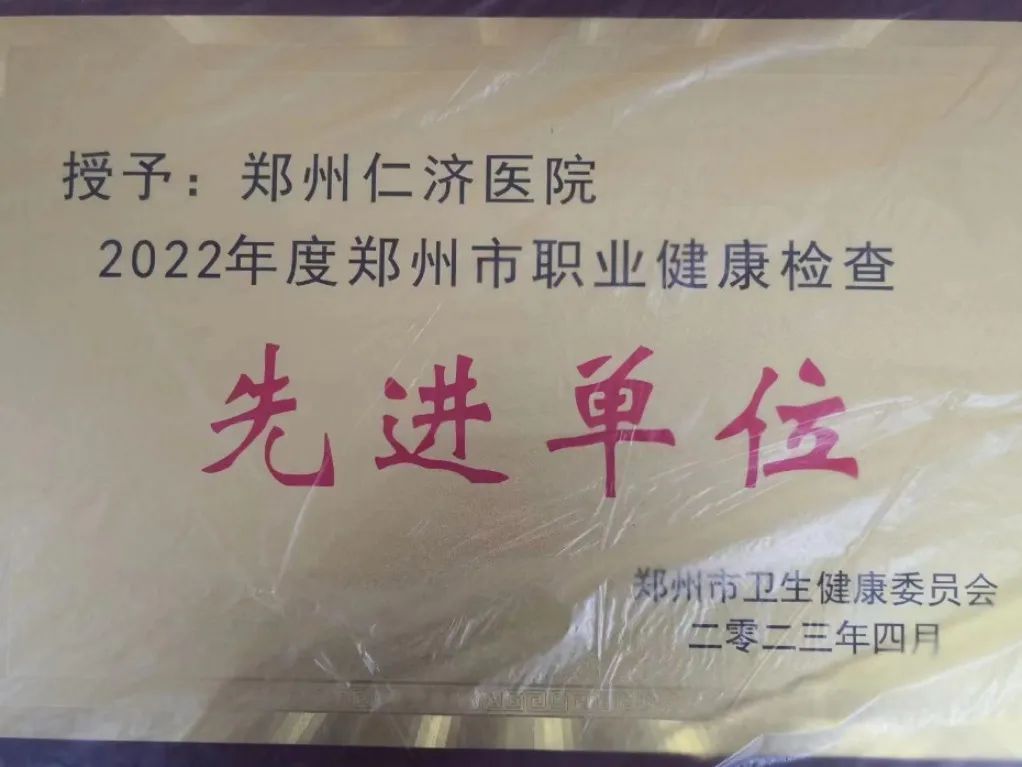 授予：郑州仁济医院
2022年度郑州市职业健康检查
先进单位
郑州市卫生健康委员会
二零二三年四月